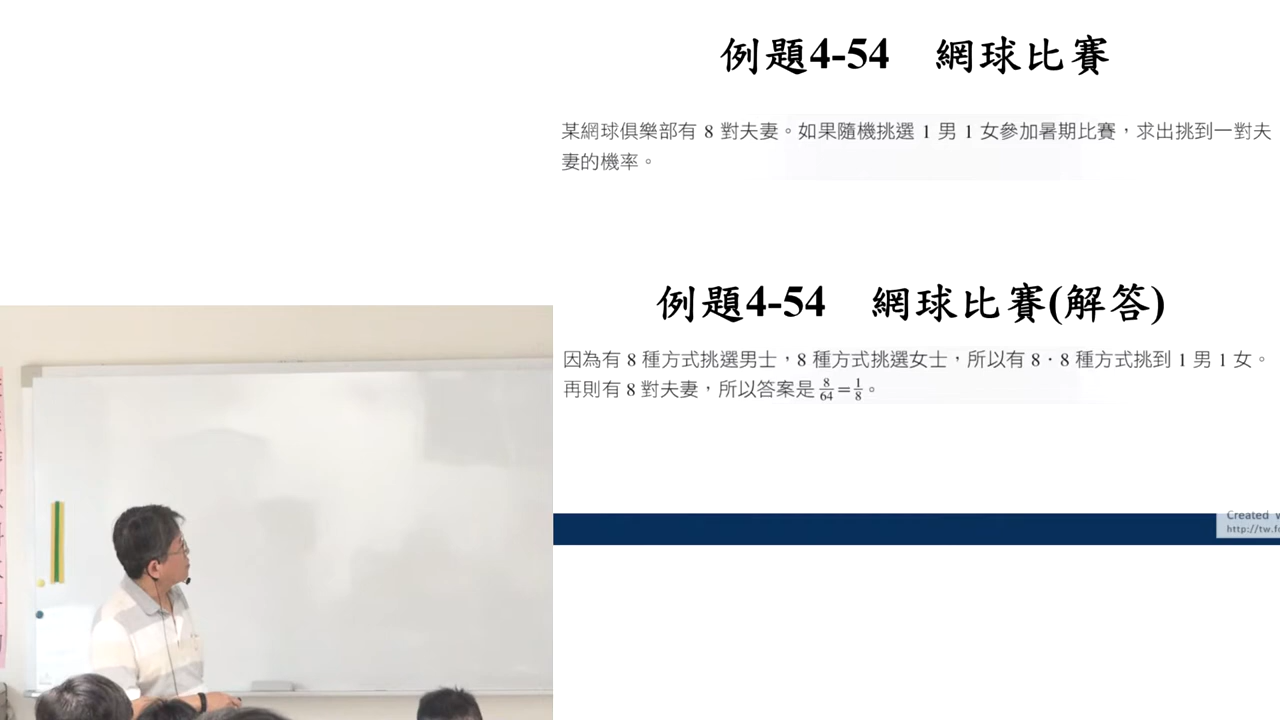 例題4-54 網球比賽
某網球俱樂部有 8 對夫妻。如果隨機挑選 1 男 1 女參加暑期比賽，求出挑到一對夫
妻的機率。
例題4-54 網球比賽(解答)
因為有 8 種方式挑選男士，8 種方式挑選女士，所以有 8．8 種方式挑到 1 男 1 女。
再則有 8 對夫妻，所以答案是 8/64 = 1/8。
Created
http://tw.fo